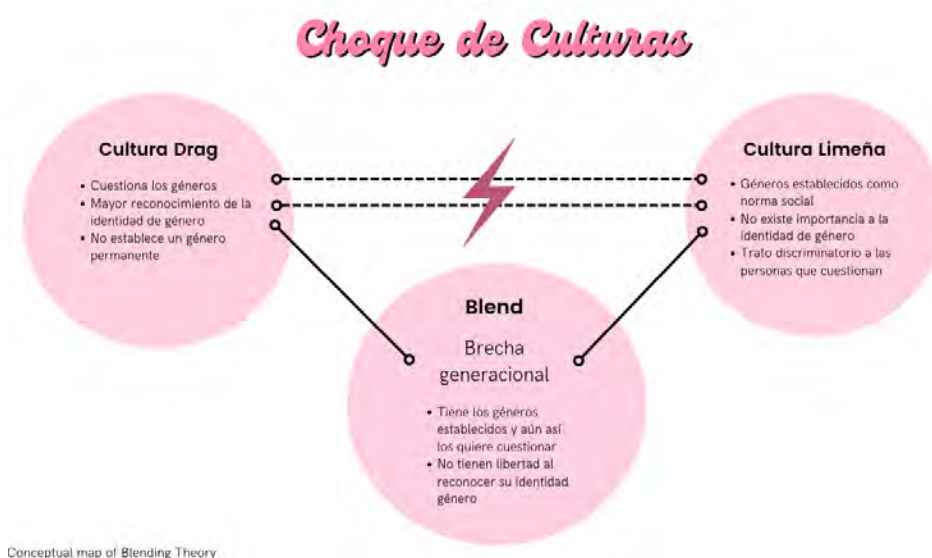 Choque de Culturas
Cultura Drag
• Cuestiona los géneros
• Mayor reconocimiento de la
identidad de género
• No establece un género
permanente
Cultura Limeña
• Géneros establecidos como
norma social
• No existe importancia a la
identidad de género
• Trato discriminatorio a las
personas que cuestionan
Blend
Brecha
generacional
• Tiene los géneros
establecidos y aún así
los quiere cuestionar
• No tienen libertad al
reconocer su identidad
género
Conceptual map of Blending Theory